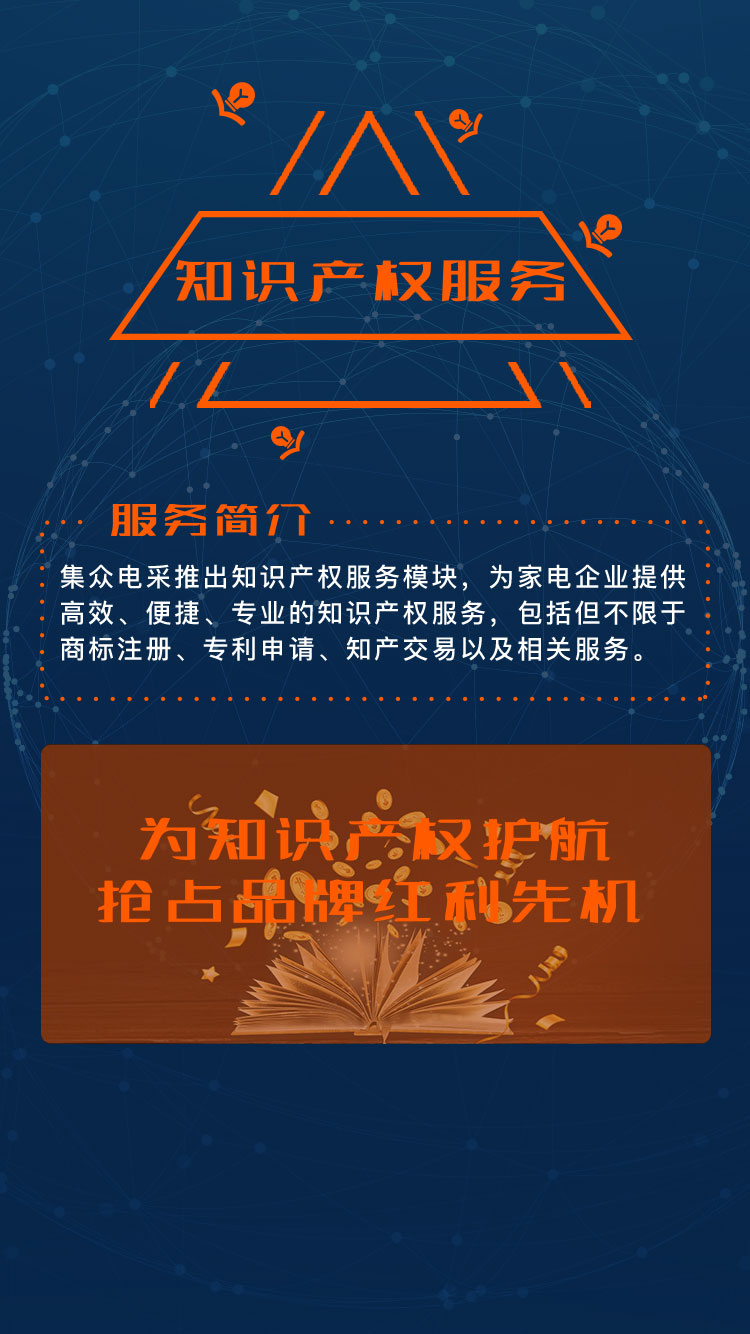 知识产权服务
服务简介
集众电采推出知识产权服务模块，为家电企业提供
高效、便捷、专业的知识产权服务，包括但不限于
商标注册、专利申请、知产交易以及相关服务。
为知识产权护航
抢占品牌红利先机